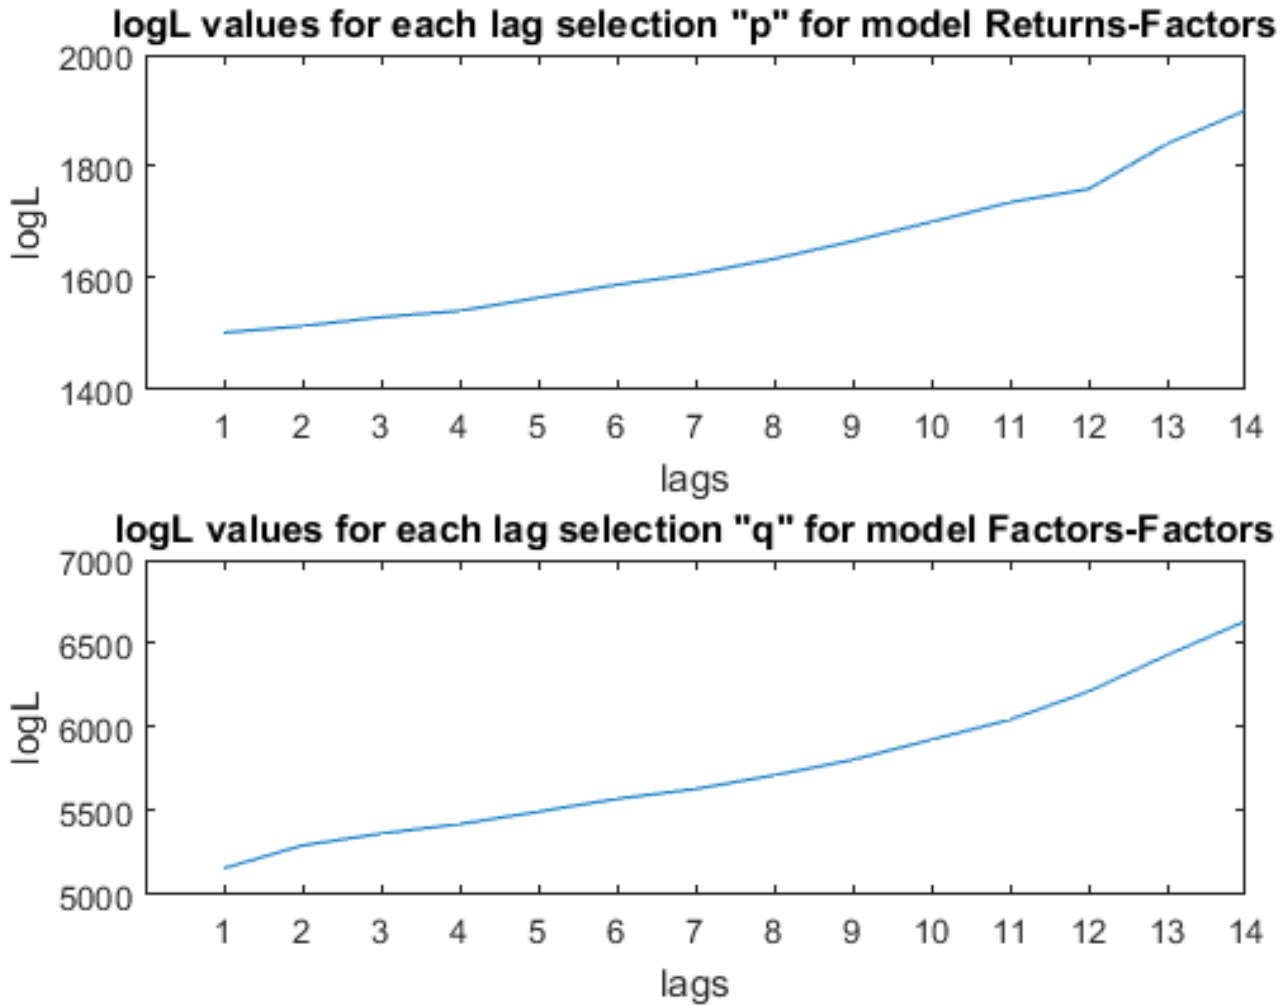 logL values for each lag selection "p" for model Returns-Factors
2000
1800
1600
1400
logL
1 2 3 4 5 6 7 8 9 10 11 12 13 14
lags
logL values for each lag selection "q" for model Factors-Factors
7000
6500
6000
5500
5000
logL
1 2 3 4 5 6 7 8 9 10 11 12 13 14
lags